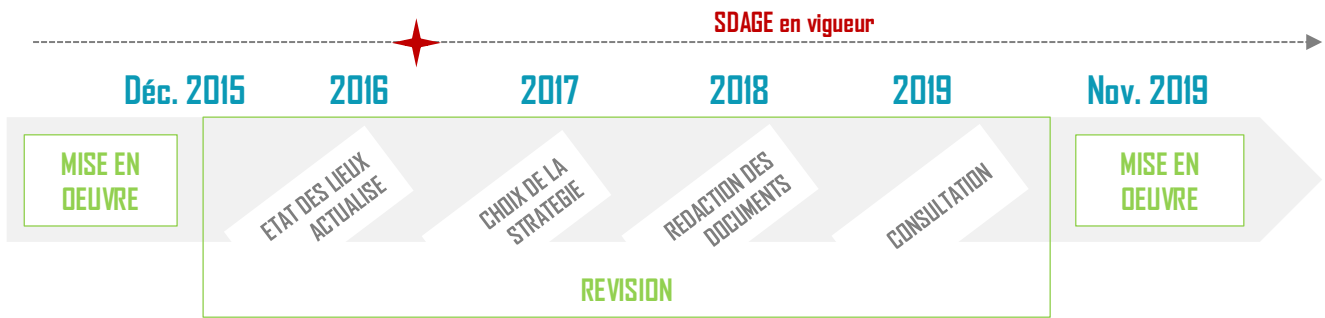 SDAGE en vigueur
Déc. 2015
2016
2017
2018
2019
Nov. 2019
MISE EN
OEUVRE
ETAT DES LIEUX
ACTUALISE
CHOIX DE LA
STRATEGIE
REDACTION DES
DOCUMENTS
CONSULTATION
MISE EN
OEUVRE
REVISION